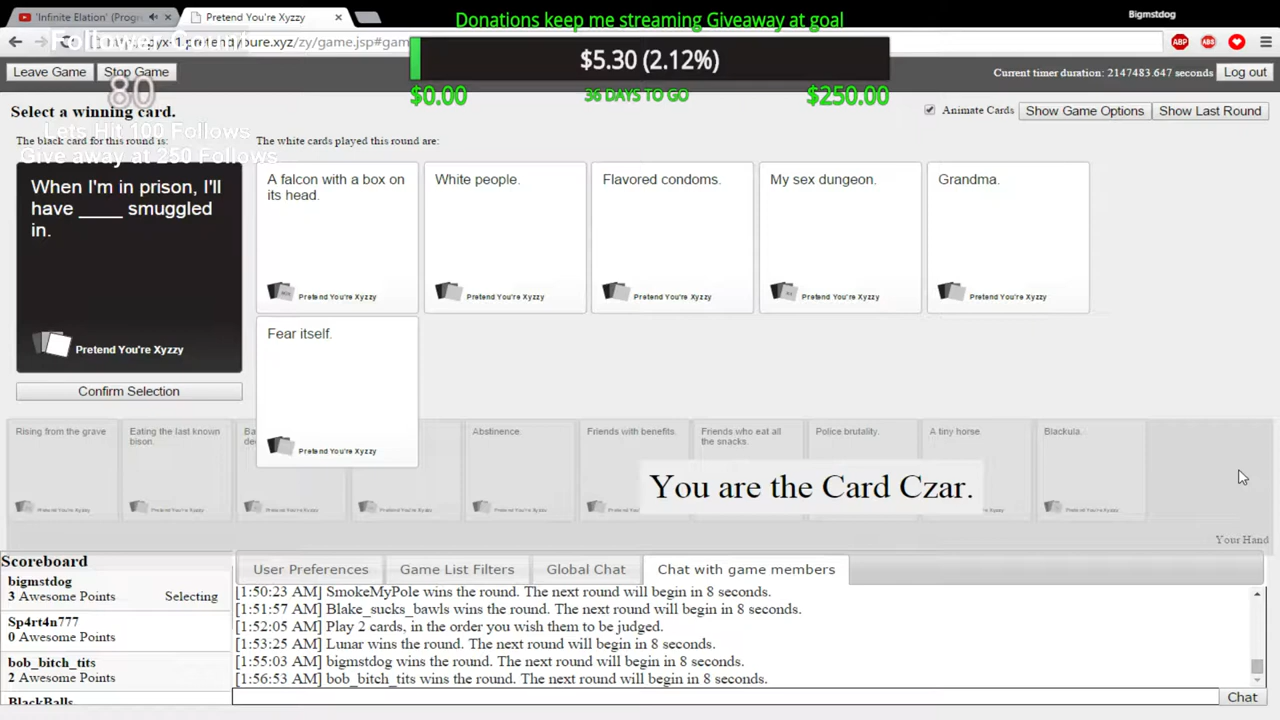 'Infinite Elation' (Prog
Pretend You're Xyzzy
Donations keep me streaming Giveaway at goal
Bigmstdog
$5.30 (2.12%)
$0.00
36 DAYS TO GO
$250.00
Leave Game
Stop Game
80
Lets Hit 100 Follows
Give away at 250 Follows
Current timer duration: 2147483.647 seconds
Log out
Select a winning card.
Animate Cards
Show Game Options
Show Last Round
The black card for this round is:
The white cards played this round are:
When I'm in prison, I'll
have ____ smuggled
in.
Pretend You're Xyzzy
A falcon with a box on
its head.
Pretend You're Xyzzy
White people.
Pretend You're Xyzzy
Flavored condoms.
Pretend You're Xyzzy
My sex dungeon.
Pretend You're Xyzzy
Grandma.
Pretend You're Xyzzy
Fear itself.
Pretend You're Xyzzy
Confirm Selection
Rising from the grave
Eating the last known
bison.
Abstinence.
Friends with benefits.
Friends who eat all
the snacks.
Police brutality.
A tiny horse.
Blackula.
You are the Card Czar.
Your Hand
Scoreboard
bigmstdog
3 Awesome Points
Selecting
Sp4rt4n777
0 Awesome Points
bob_bitch_tits
2 Awesome Points
BlackBalls
User Preferences
Game List Filters
Global Chat
Chat with game members
[1:50:23 AM] SmokeMyPole wins the round. The next round will begin in 8 seconds.
[1:51:57 AM] Blake_sucks_bawls wins the round. The next round will begin in 8 seconds.
[1:52:05 AM] Play 2 cards, in the order you wish them to be judged.
[1:53:25 AM] Lunar wins the round. The next round will begin in 8 seconds.
[1:55:03 AM] bigmstdog wins the round. The next round will begin in 8 seconds.
[1:56:53 AM] bob_bitch_tits wins the round. The next round will begin in 8 seconds.
Chat